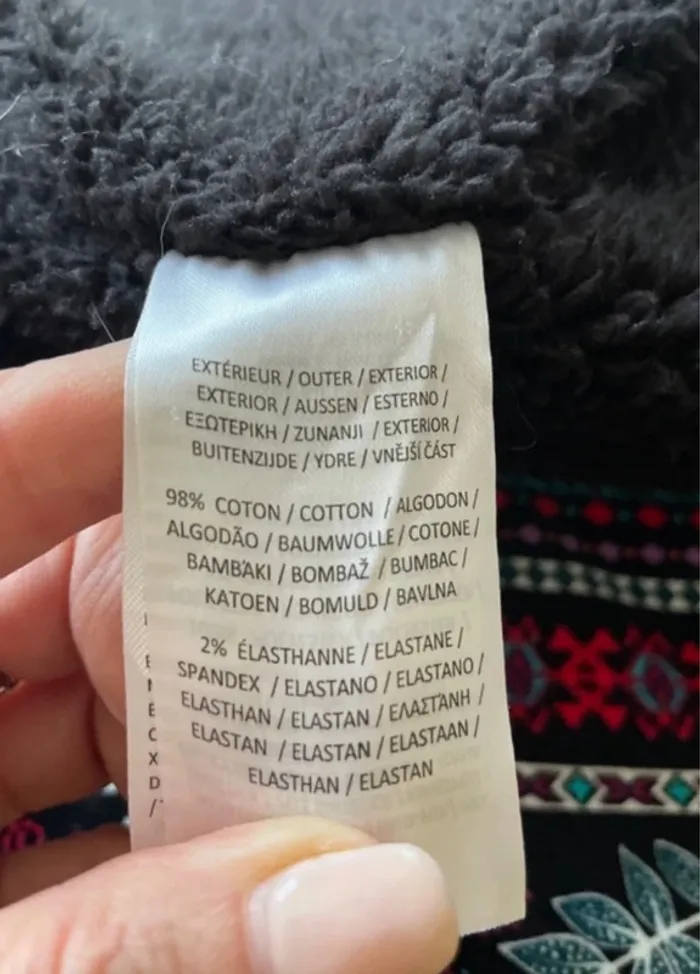 EXTÉRIEUR / OUTER / EXTERIOR /
EXTERIOR / AUSSEN / ESTERNO /
ΕΞΩΤΕΡΙΚΗ / ZUNANJI / EXTERIOR /
BUITENZIJDE / YDRE / VNĚJŠÍ ČÁST
98% COTON / COTTON / ALGODON /
ALGODÃO / BAUMWOLLE / COTONE /
BAMBAKI / BOMBAŽ / BUMBAC /
KATOEN / BOMULD / BAVLNA
2% ÉLASTHANNE / ELASTANE /
SPANDEX / ELASTANO / ELASTANO /
ELASTHAN / ELASTAN / ΕΛΑΣΤΑΝΗ /
ELASTAN / ELASTAN / ELASTAAN /
ELASTHAN / ELASTAN